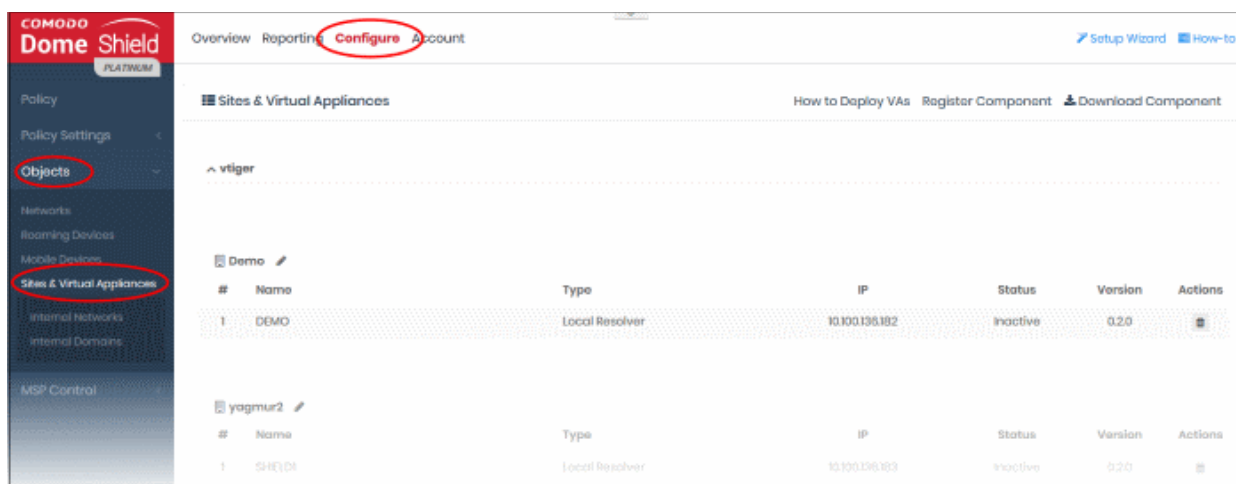 COMODO
Dome Shield
PLATINUM
Overview Reporting Configure Account
Setup Wizard How-to
Policy
Policy Settings
Objects
Networks
Roaming Devices
Mobile Devices
Sites & Virtual Appliances
Internal Networks
Internal Domains
MSP Control
Sites & Virtual Appliances
How to Deploy VAs Register Component Download Component
vtiger
Demo
# Name Type IP Status Version Actions
1 DEMO Local Resolver 10.100.136.182 Inactive 0.2.0
yagmur2
# Name Type IP Status Version Actions
1 Local Resolver 10.100.136.183 Inactive 0.2.0